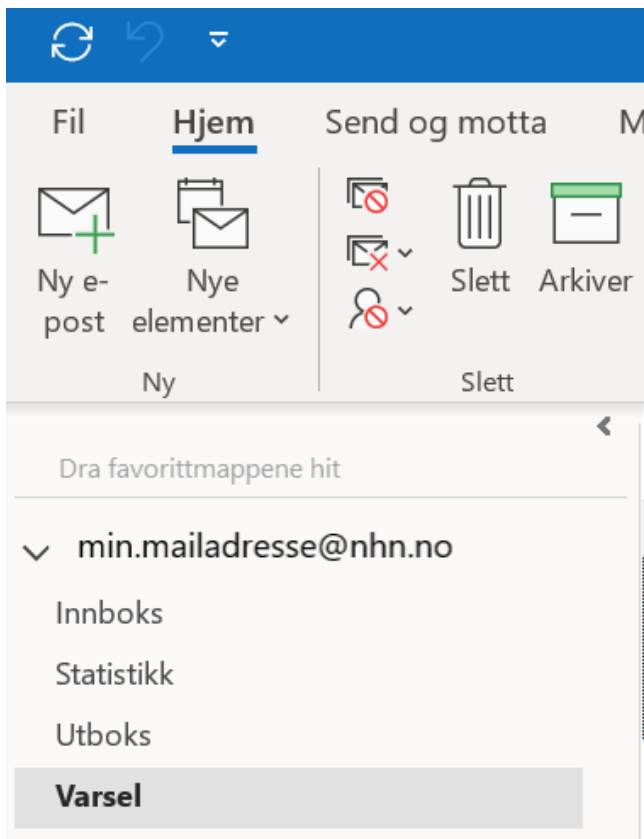 Fil Hjem Send og motta M
Ny e-
post
Nye
elementer
Slett
Arkiver
Ny
Slett
Dra favorittmappene hit
min.mailadresse@nhn.no
Innboks
Statistikk
Utboks
Varsel